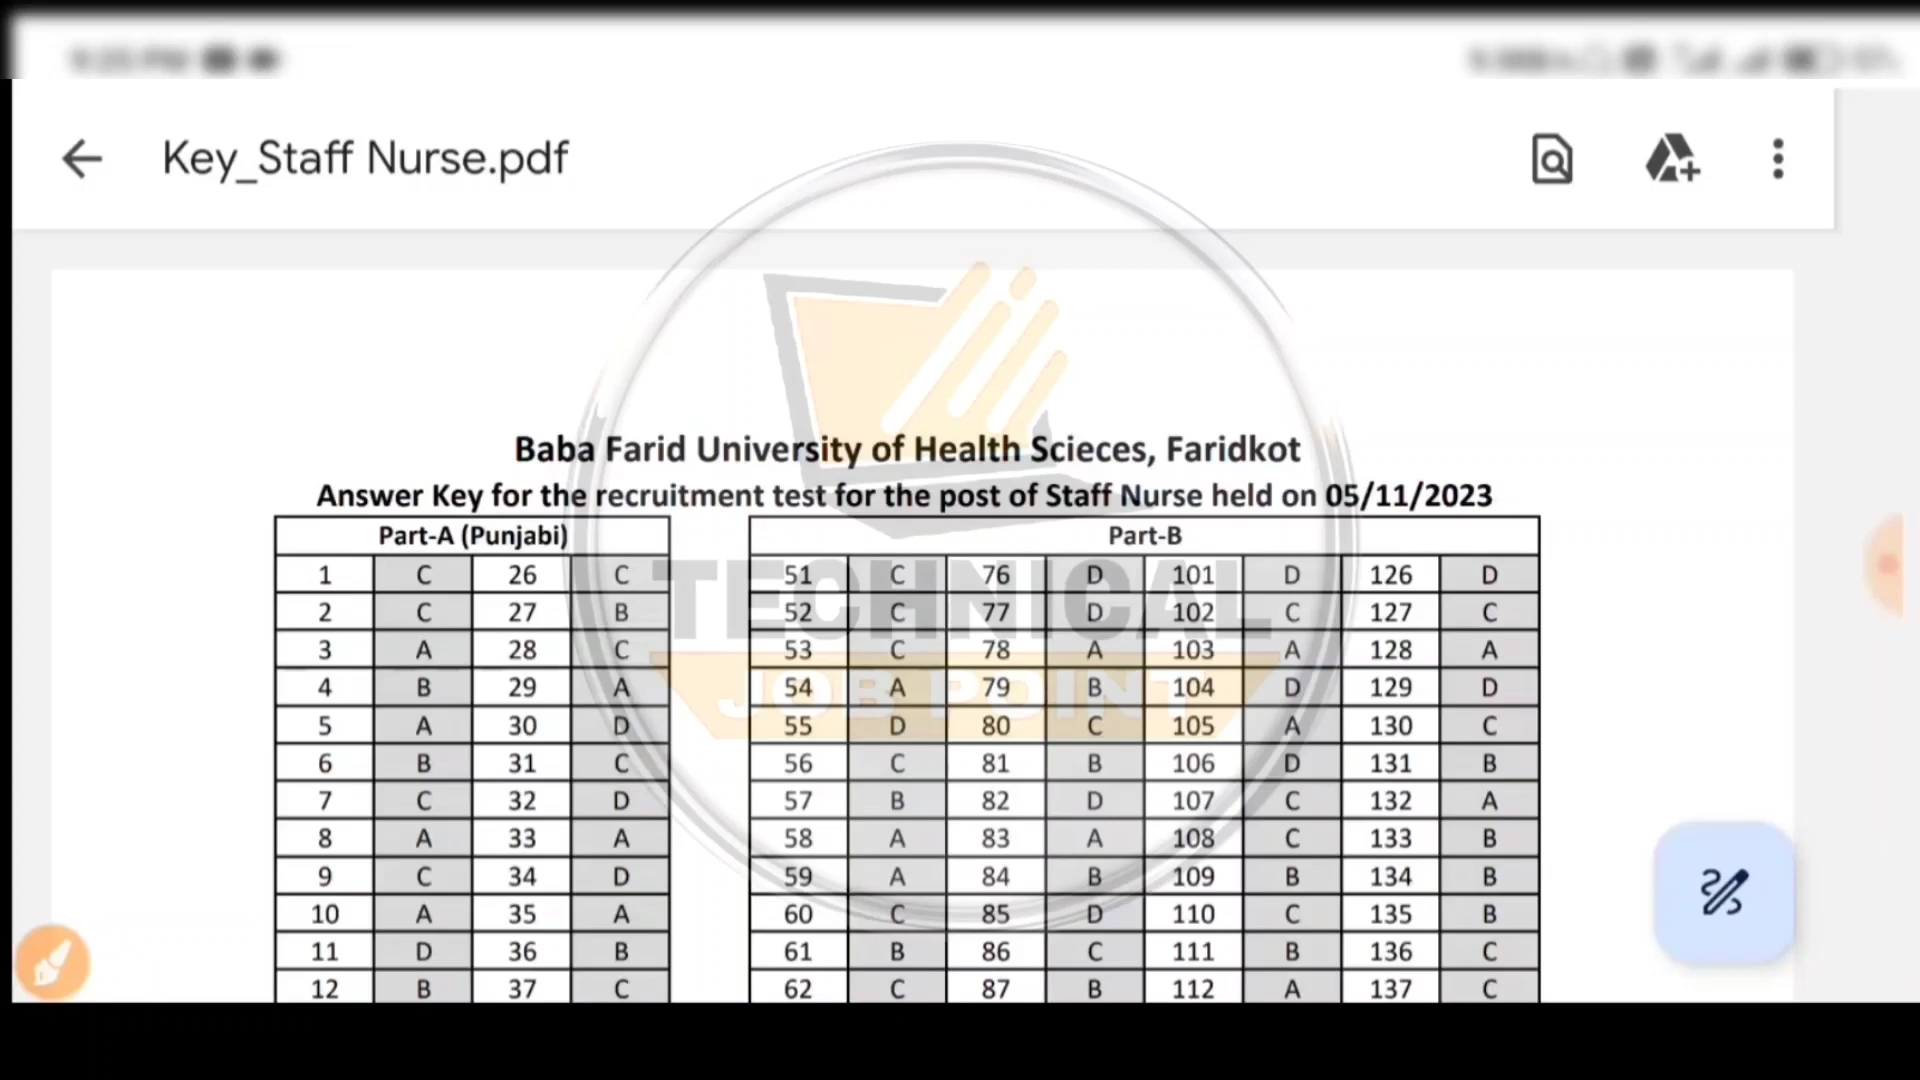 Key_Staff Nurse.pdf
Baba Farid University of Health Scieces, Faridkot
Answer Key for the recruitment test for the post of Staff Nurse held on 05/11/2023
Part-A (Punjabi) Part-B
1 C 26 C 51 C 76 D 101 D 126 D
2 C 27 B 52 C 77 D 102 C 127 C
3 A 28 C 53 C 78 A 103 A 128 A
4 B 29 A 54 A 79 B 104 D 129 D
5 A 30 D 55 D 80 C 105 A 130 C
6 B 31 C 56 C 81 B 106 D 131 B
7 C 32 D 57 B 82 D 107 C 132 A
8 A 33 A 58 A 83 A 108 C 133 B
9 C 34 D 59 A 84 B 109 B 134 B
10 A 35 A 60 C 85 D 110 C 135 B
11 D 36 B 61 B 86 C 111 B 136 C
12 B 37 C 62 C 87 B 112 A 137 C
TECHNICAL
JOB POINT